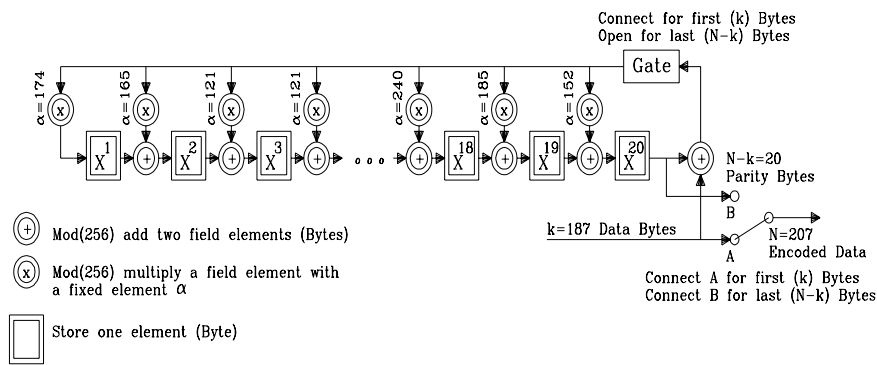 Connect for first (k) Bytes
Open for last (N-k) Bytes
Gate
α=174
α=165
α=121
α=121
α=240
α=185
α=152
x x x x x x x
X1 + X2 + X3 + ... + X18 + X19 + X20 +
N-k=20
Parity Bytes
B
k=187 Data Bytes
A
N=207
Encoded Data
Connect A for first (k) Bytes
Connect B for last (N-k) Bytes
+ Mod(256) add two field elements (Bytes)
x Mod(256) multiply a field element with
a fixed element α
Store one element (Byte)